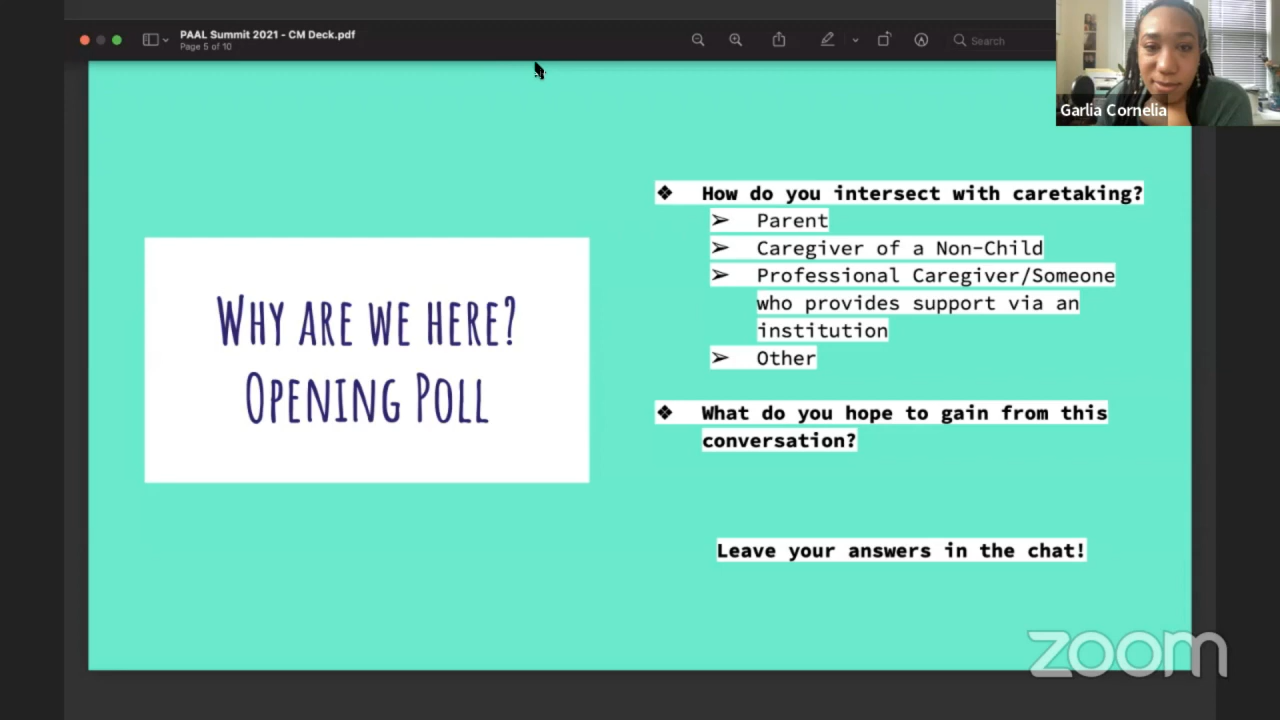 PAAL Summit 2021 - CM Deck.pdf
Page 5 of 10
Search
Garlia Cornelia
WHY ARE WE HERE?
OPENING POLL
❖ How do you intersect with caretaking?
➢ Parent
➢ Caregiver of a Non-Child
➢ Professional Caregiver/Someone
who provides support via an
institution
➢ Other
❖ What do you hope to gain from this
conversation?
Leave your answers in the chat!
zoom